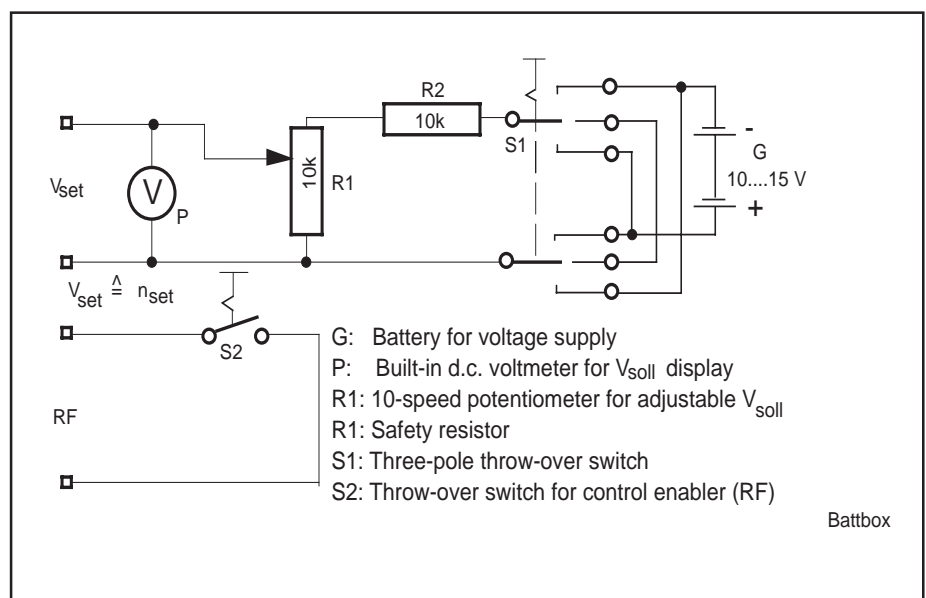 R2
10k
S1
-
G
10....15 V
+
10k
R1
Vset
V
P
Vset ≙ nset
S2
RF
G: Battery for voltage supply
P: Built-in d.c. voltmeter for Vsoll display
R1: 10-speed potentiometer for adjustable Vsoll
R1: Safety resistor
S1: Three-pole throw-over switch
S2: Throw-over switch for control enabler (RF)
Battbox